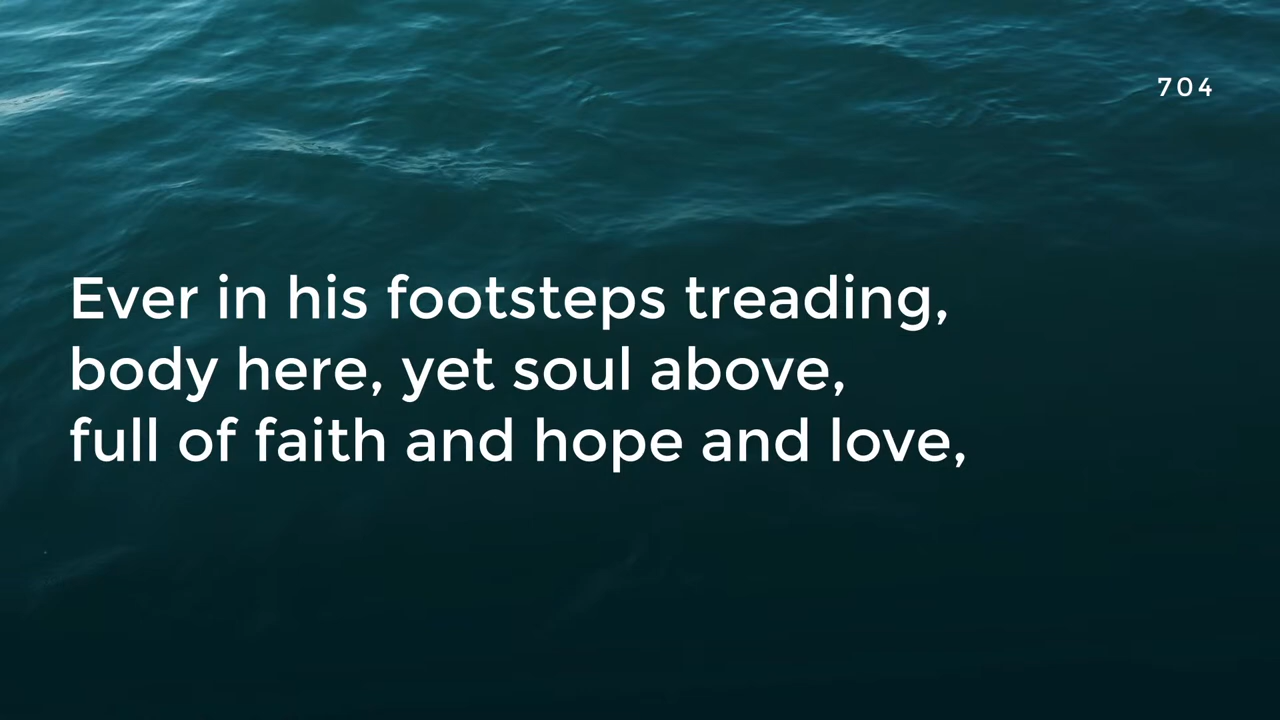 704
Ever in his footsteps treading,
body here, yet soul above,
full of faith and hope and love,